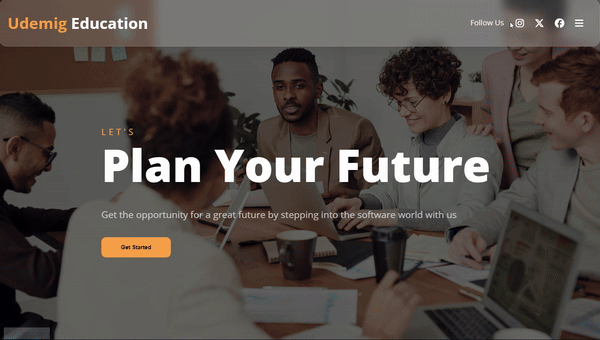 Udemig Education
Follow Us
LET'S
Plan Your Future
Get the opportunity for a great future by stepping into the software world with us
Get Started